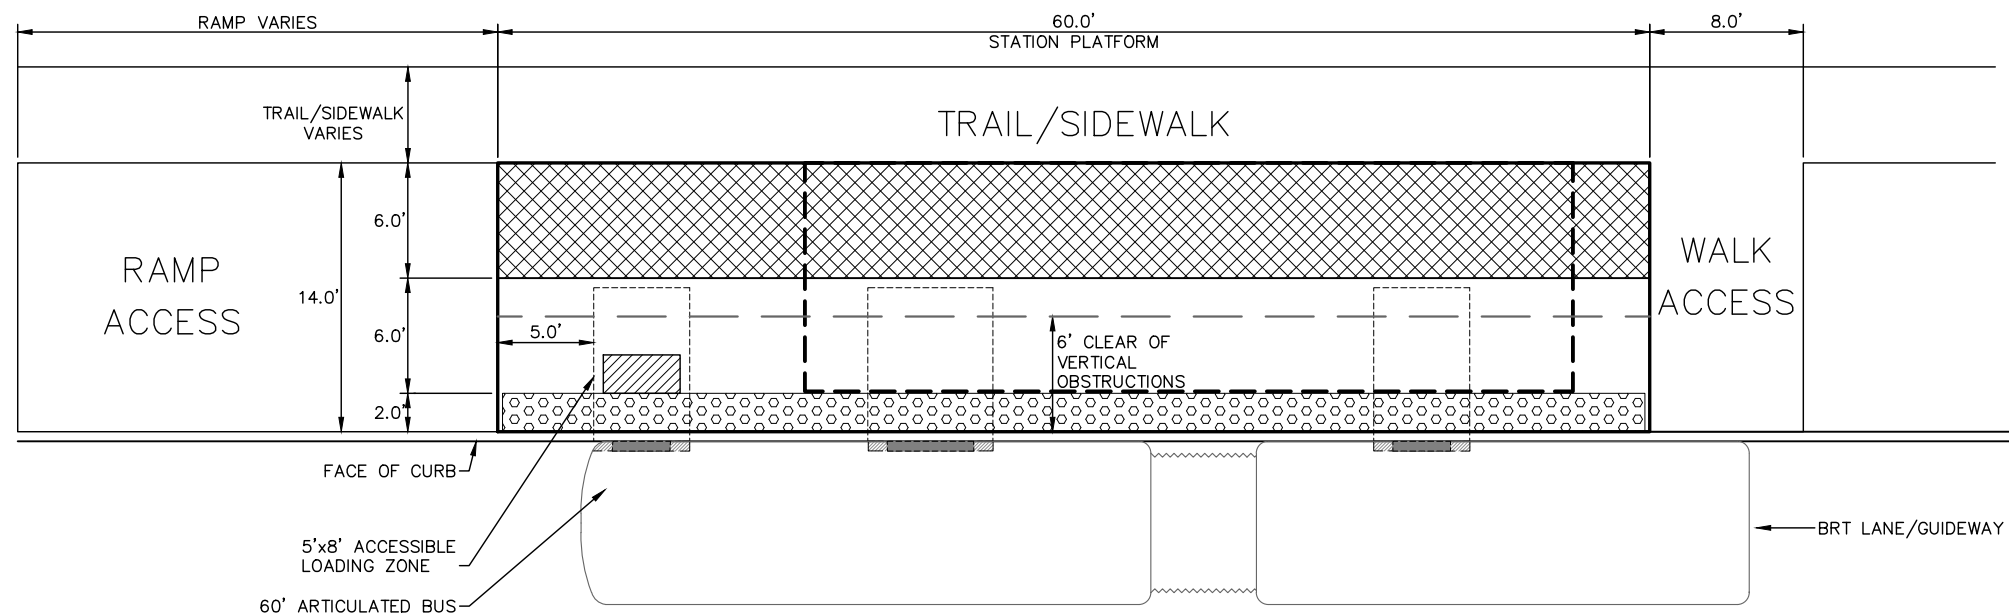 RAMP VARIES
60.0'
STATION PLATFORM
8.0'
TRAIL/SIDEWALK
VARIES
TRAIL/SIDEWALK
6.0'
RAMP
ACCESS
14.0'
6.0'
5.0'
6' CLEAR OF
VERTICAL
OBSTRUCTIONS
WALK
ACCESS
2.0'
FACE OF CURB
5'x8' ACCESSIBLE
LOADING ZONE
60' ARTICULATED BUS
BRT LANE/GUIDEWAY